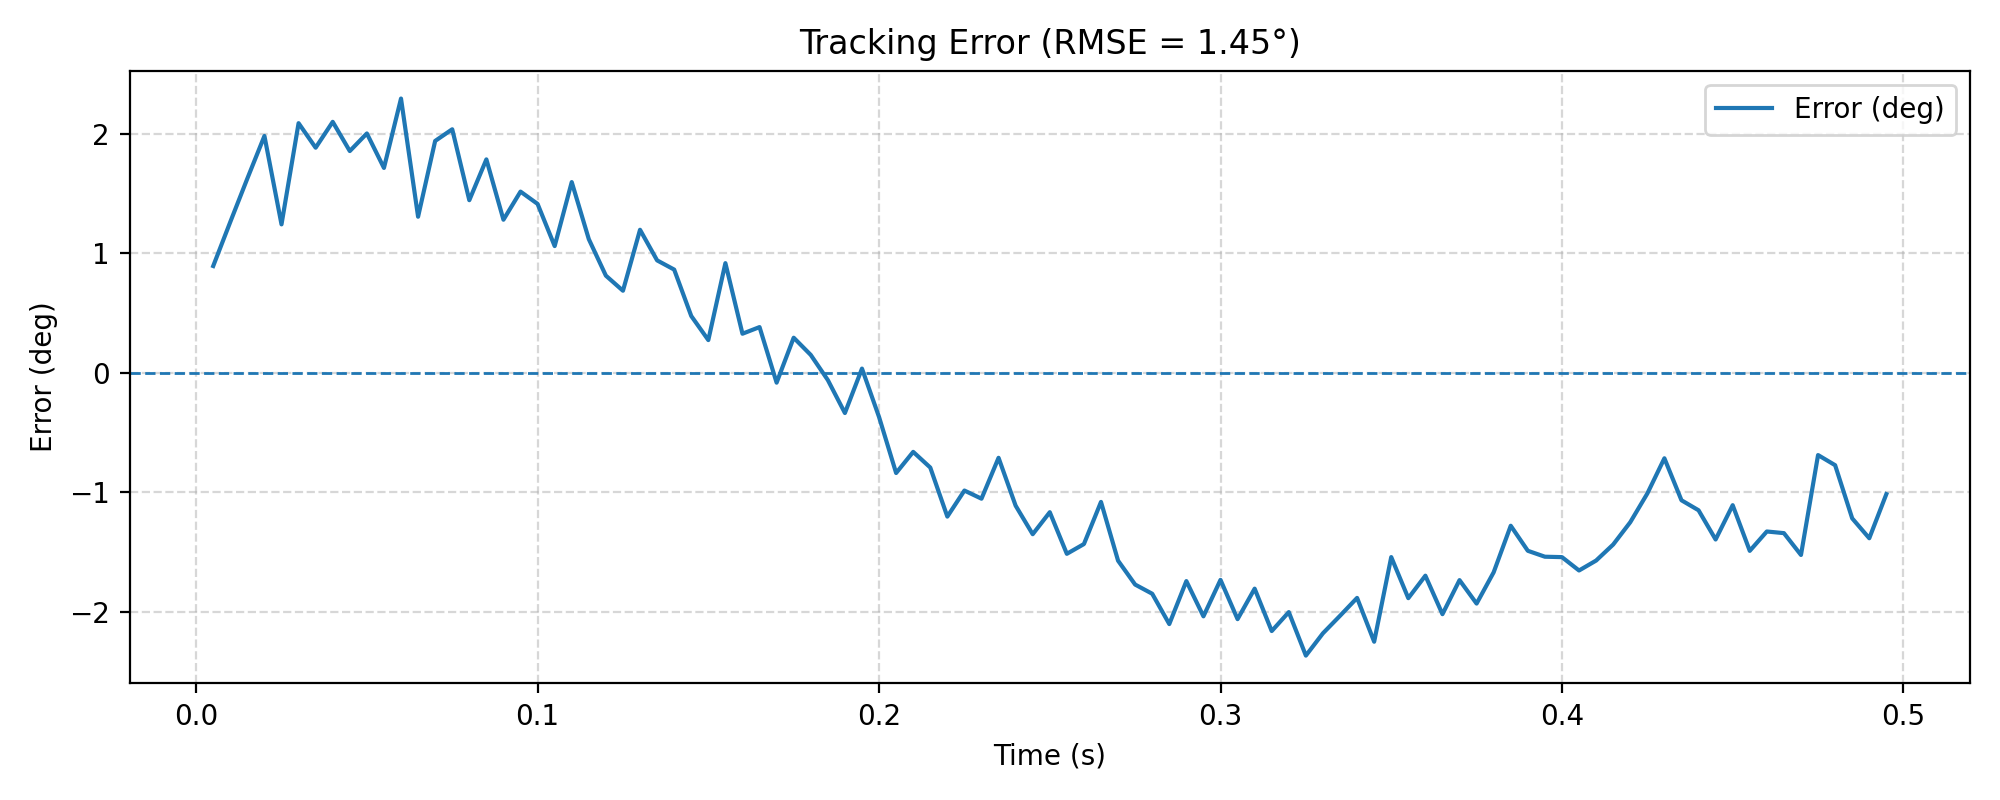 Tracking Error (RMSE = 1.45°)
Error (deg)
2
1
0
−1
−2
Error (deg)
0.0
0.1
0.2
0.3
0.4
0.5
Time (s)